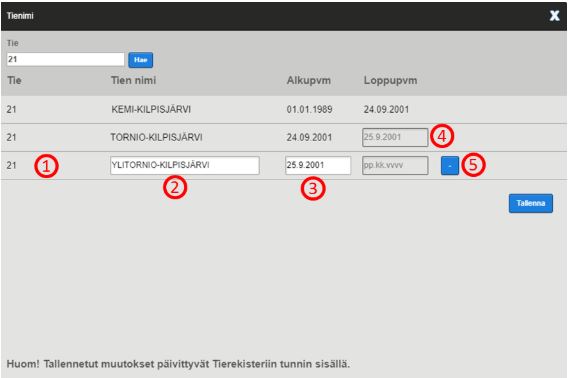 Tienimi X
Tie
21 Hae
Tie Tien nimi Alkupvm Loppupvm
21 KEMI-KILPISJÄRVI 01.01.1989 24.09.2001
21 TORNIO-KILPISJÄRVI 24.09.2001 25.9.2001 4
21 1 YLITORNIO-KILPISJÄRVI 25.9.2001 pp.kk.vvvv - 5
2 3
Tallenna
Huom! Tallennetut muutokset päivittyvät Tierekisteriin tunnin sisällä.